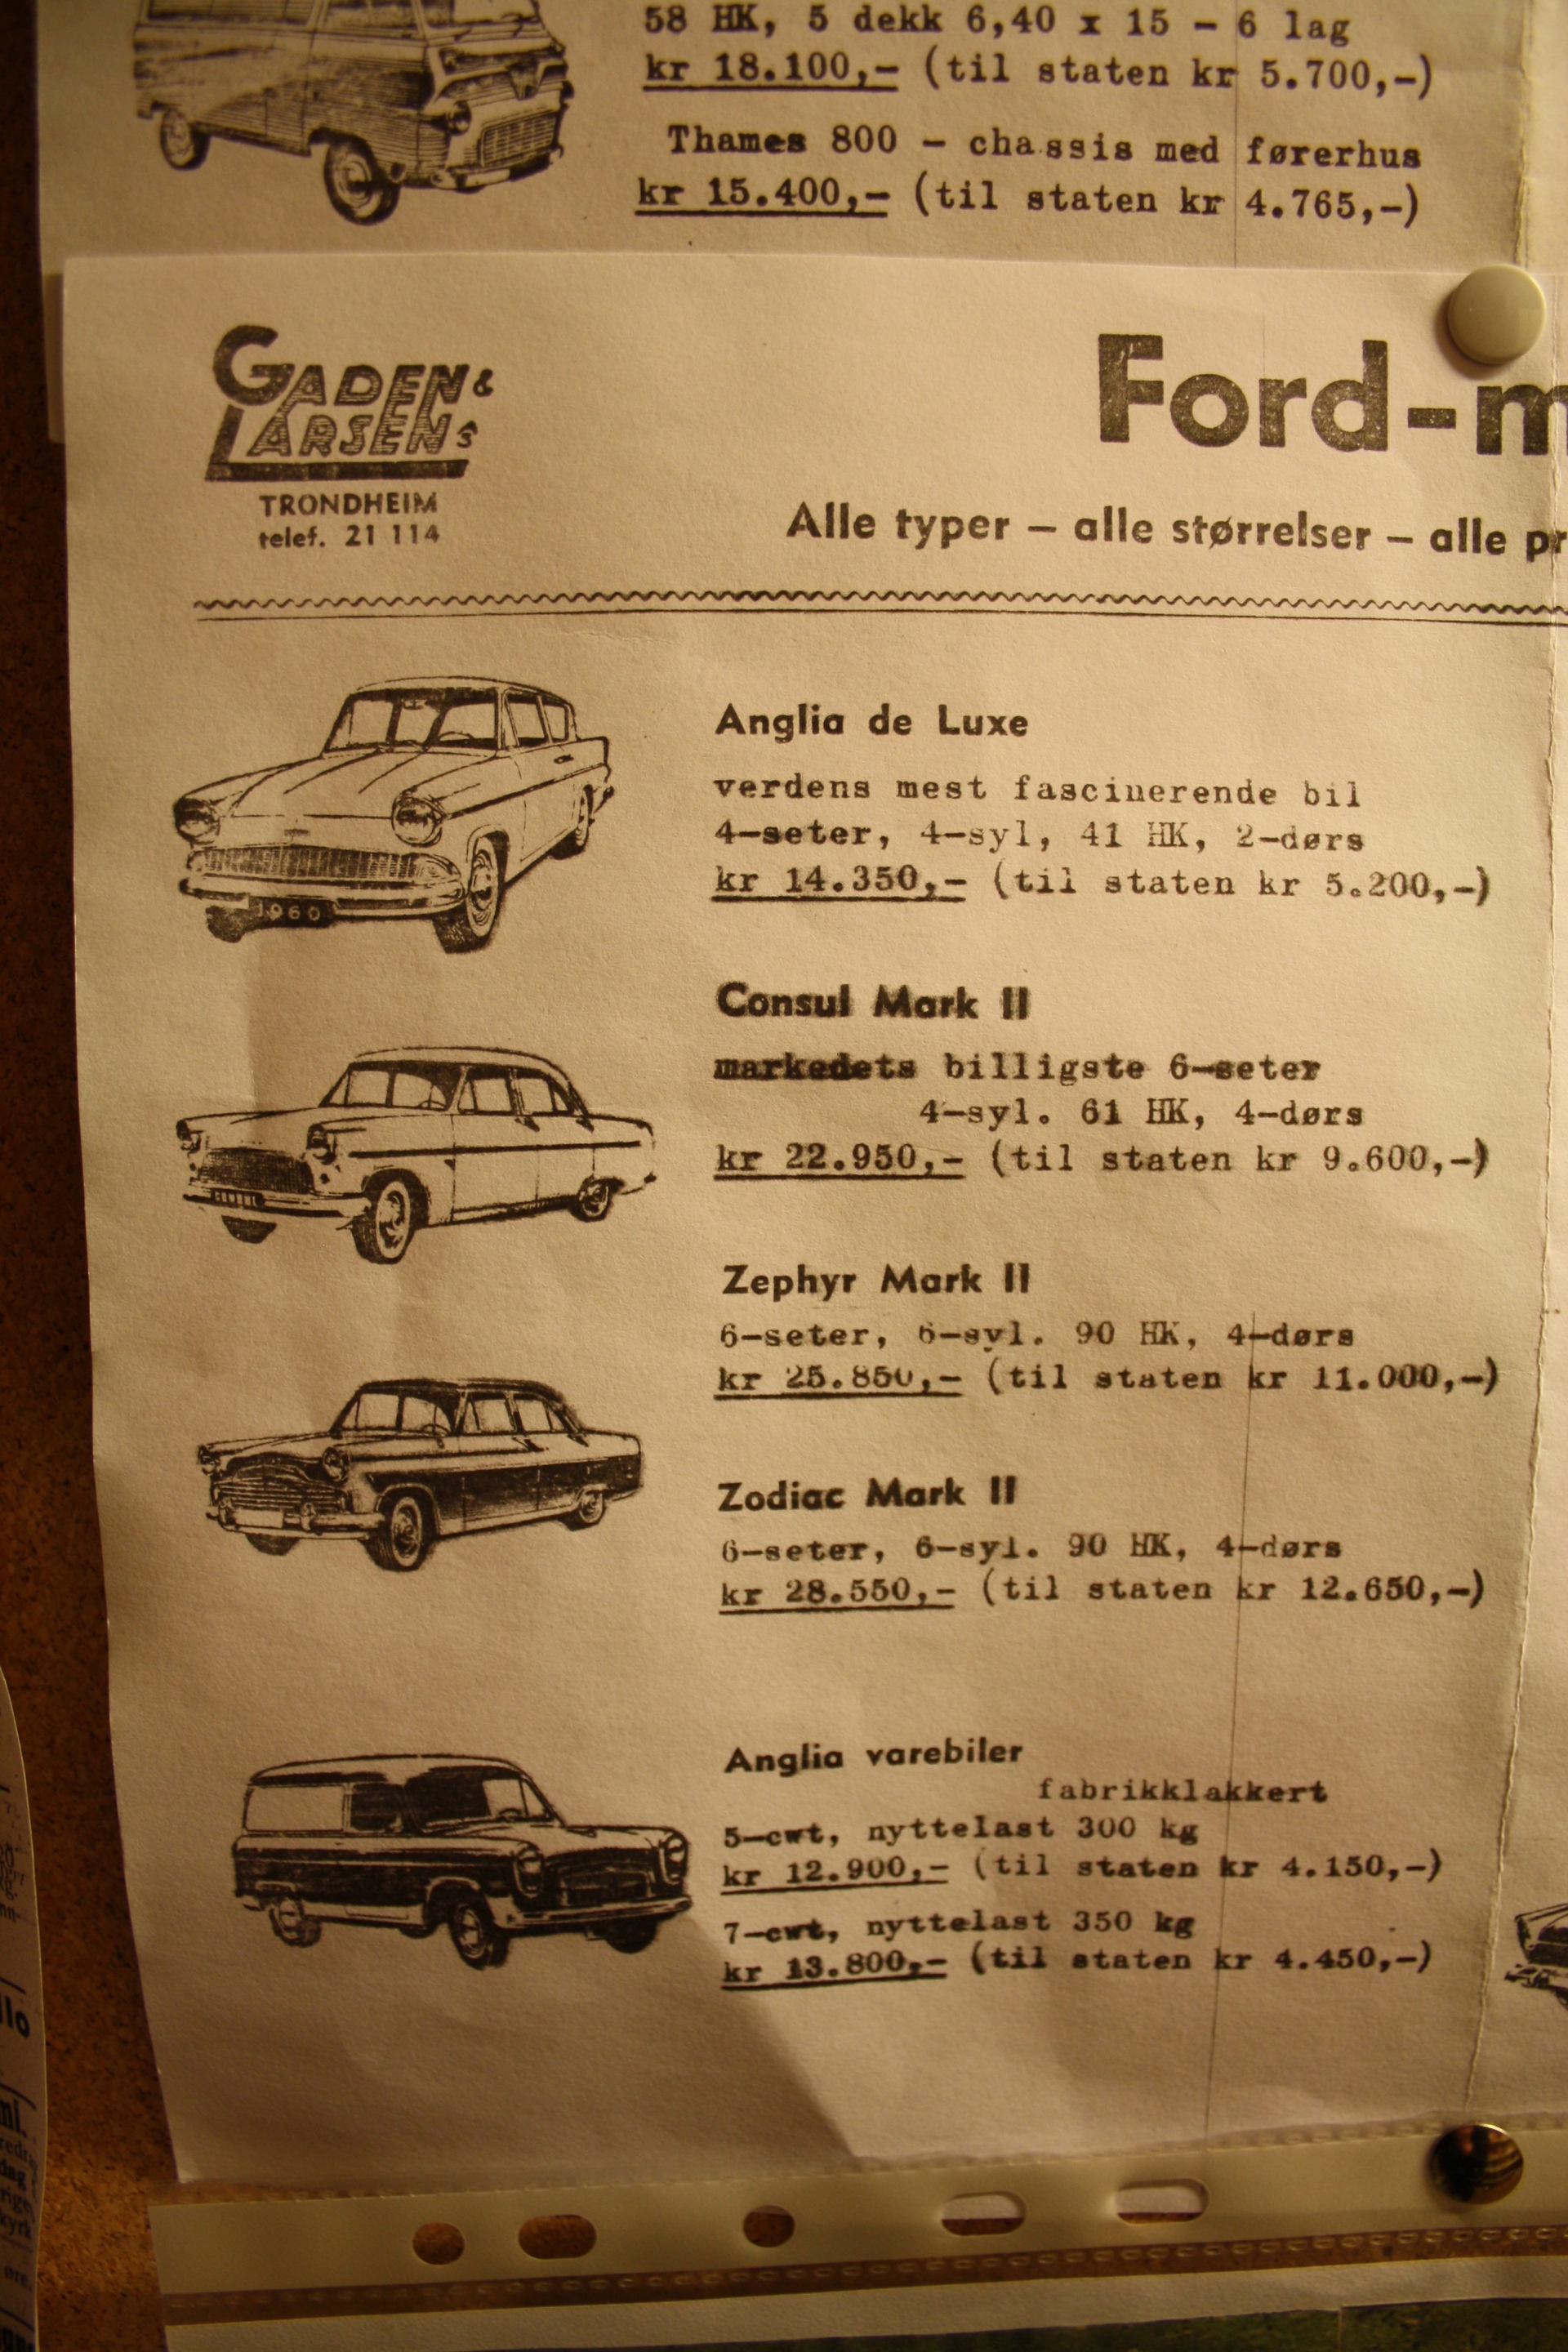 58 HK, 5 dekk 6,40 x 15 - 6 lag
kr 18.100,- (til staten kr 5.700,-)
Thames 800 - chassis med førerhus
kr 15.400,- (til staten kr 4.765,-)
GADEN &
LARSENS
TRONDHEIM
telef. 21 114
Ford-m
Alle typer – alle størrelser – alle pr
Anglia de Luxe
verdens mest fascinerende bil
4-seter, 4-syl, 41 HK, 2-dørs
kr 14.350,- (til staten kr 5.200,-)
1960
Consul Mark II
markedets billigste 6-seter
4-syl. 61 HK, 4-dørs
kr 22.950,- (til staten kr 9.600,-)
Zephyr Mark II
6-seter, 6-syl. 90 HK, 4-dørs
kr 25.850,- (til staten kr 11.000,-)
Zodiac Mark II
6-seter, 6-syl. 90 HK, 4-dørs
kr 28.550,- (til staten kr 12.650,-)
Anglia varebiler
fabrikklakkert
5-cwt, nyttelast 300 kg
kr 12.900,- (til staten kr 4.150,-)
7-cwt, nyttelast 350 kg
kr 13.800,- (til staten kr 4.450,-)